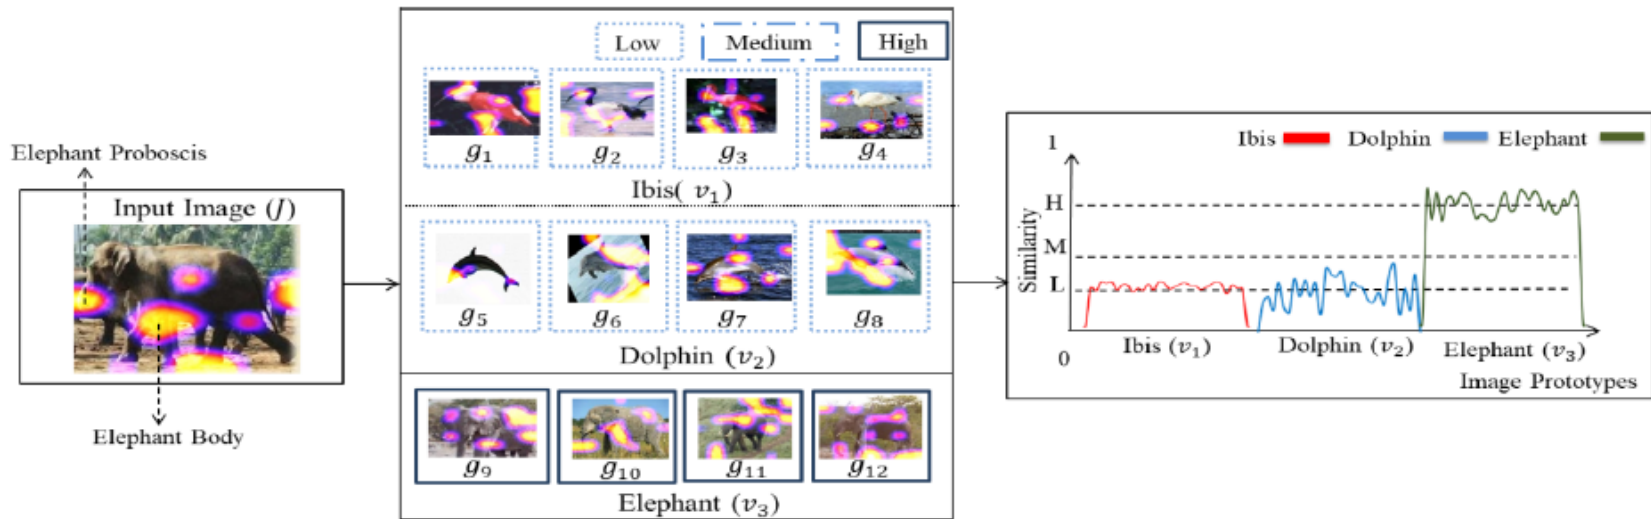 Elephant Proboscis
Input Image (J)
Elephant Body
Low Medium High
g1 g2 g3 g4
Ibis( v1)
g5 g6 g7 g8
Dolphin (v2)
g9 g10 g11 g12
Elephant (v3)
Ibis Dolphin Elephant
1
H
M
L
0
Similarity
Ibis (v1) Dolphin (v2) Elephant (v3)
Image Prototypes